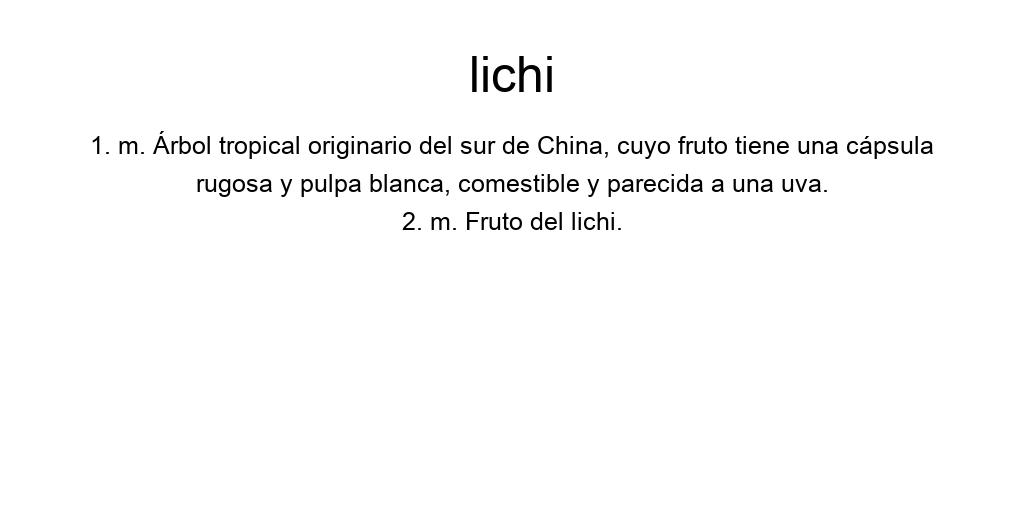 lichi
1. m. Árbol tropical originario del sur de China, cuyo fruto tiene una cápsula
rugosa y pulpa blanca, comestible y parecida a una uva.
2. m. Fruto del lichi.